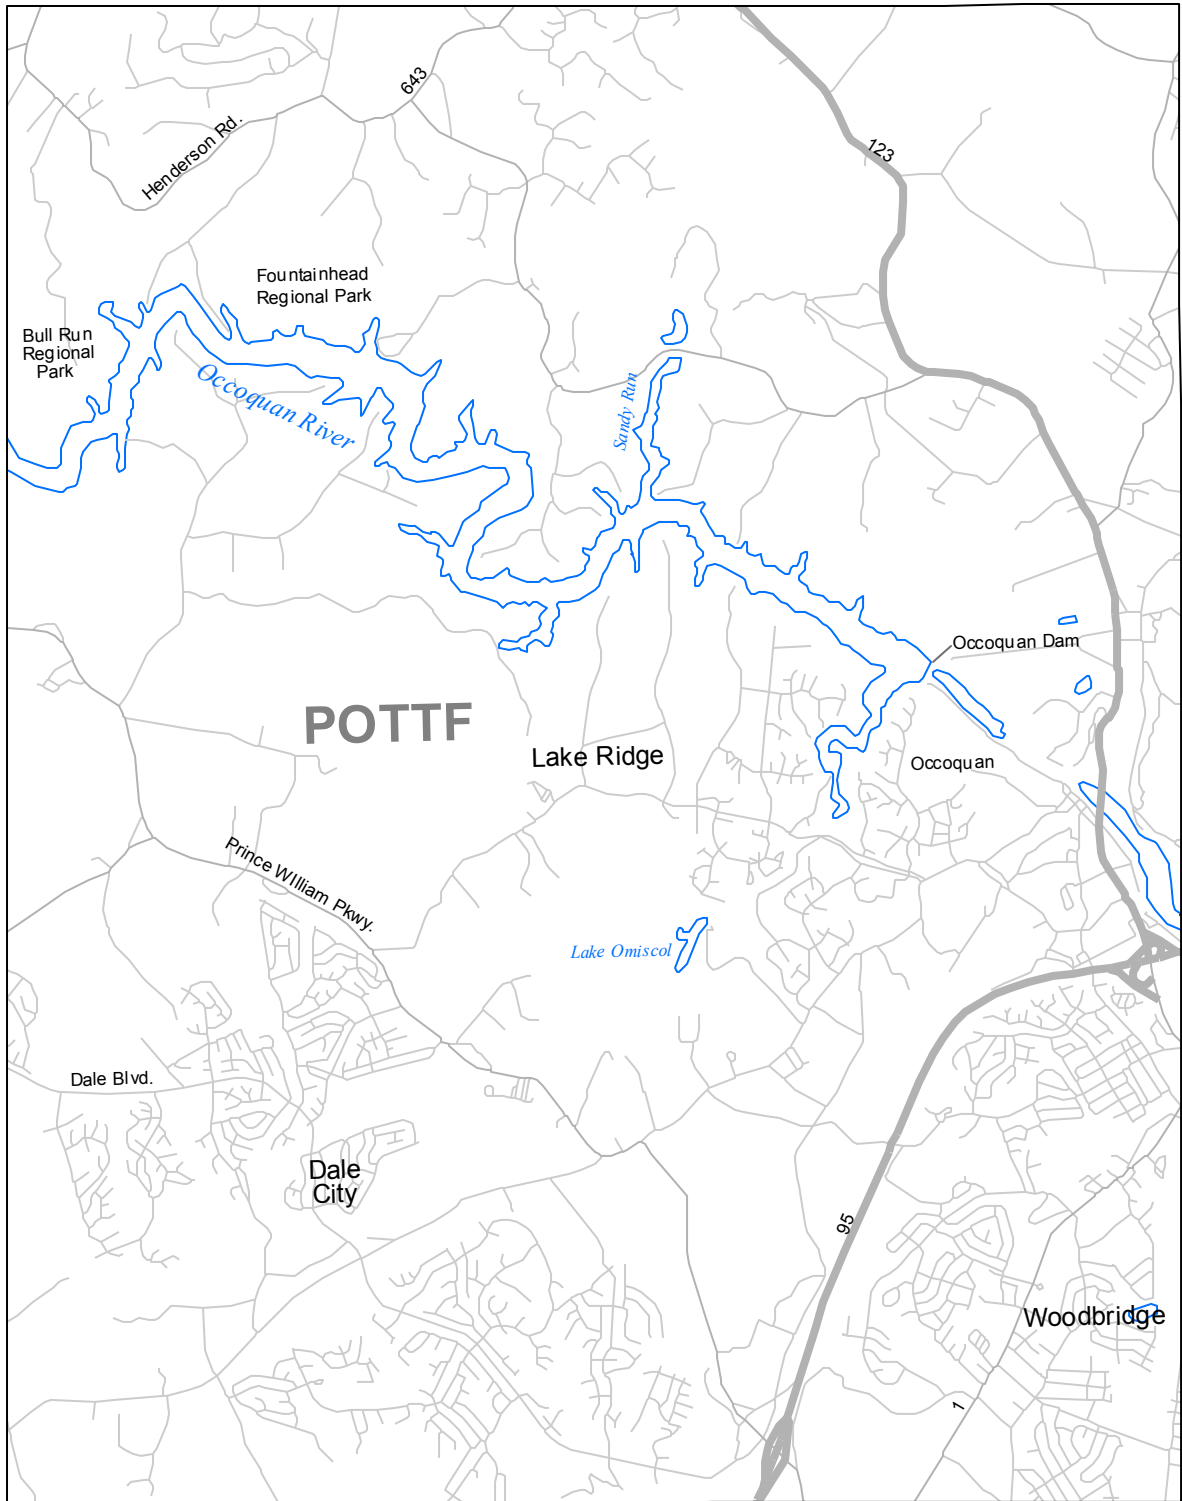 643
Henderson Rd.
123
Fountainhead
Regional Park
Bull Run
Regional
Park
Occoquan River
Sandy Run
Occoquan Dam
POTTF
Lake Ridge
Occoquan
Prince WIlliam Pkwy.
Lake Omiscol
Dale Blvd.
Dale
City
95
Woodbridge
1